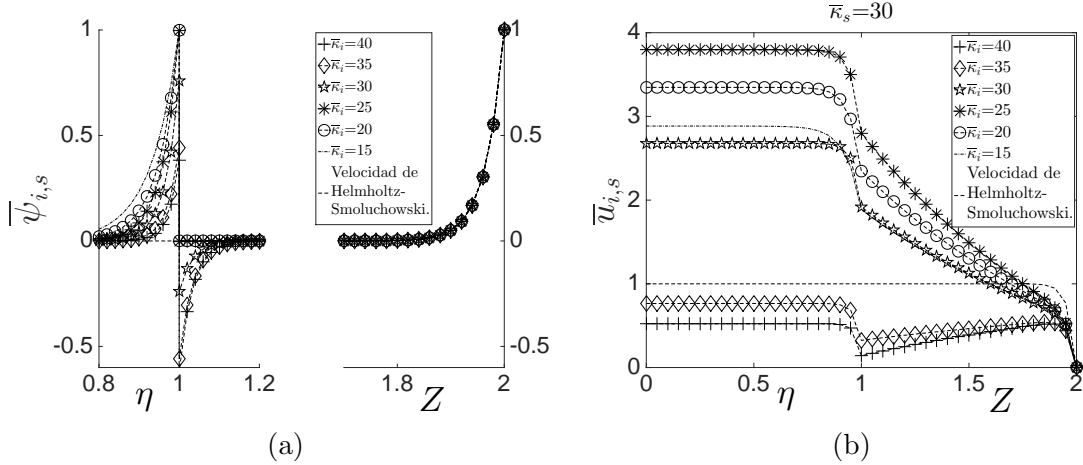 κ̅s=30
1
0.5
0
-0.5
ψ̅i,s
0.8
1
1.2
η
κ̅i=40
κ̅i=35
κ̅i=30
κ̅i=25
κ̅i=20
κ̅i=15
Velocidad de
Helmholtz-
Smoluchowski.
1
0.5
0
-0.5
1.8
2
Z
(a)
4
3
2
1
0
u̅i,s
0
0.5
1
1.5
2
η
Z
κ̅i=40
κ̅i=35
κ̅i=30
κ̅i=25
κ̅i=20
κ̅i=15
Velocidad de
Helmholtz-
Smoluchowski.
(b)